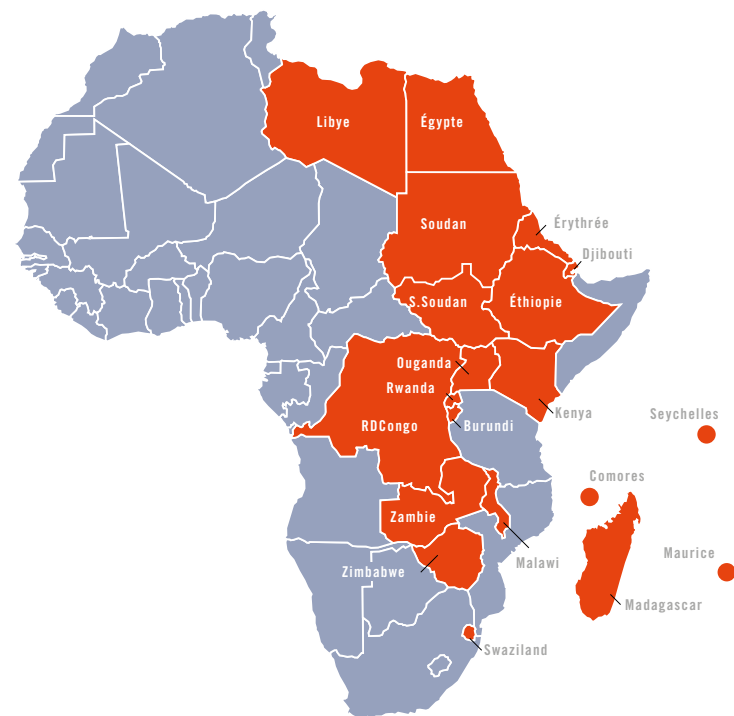 Libye
Égypte
Soudan
Érythrée
Djibouti
S.Soudan
Éthiopie
Ouganda
Rwanda
RDCongo
Burundi
Kenya
Seychelles
Comores
Zambie
Malawi
Maurice
Zimbabwe
Madagascar
Swaziland